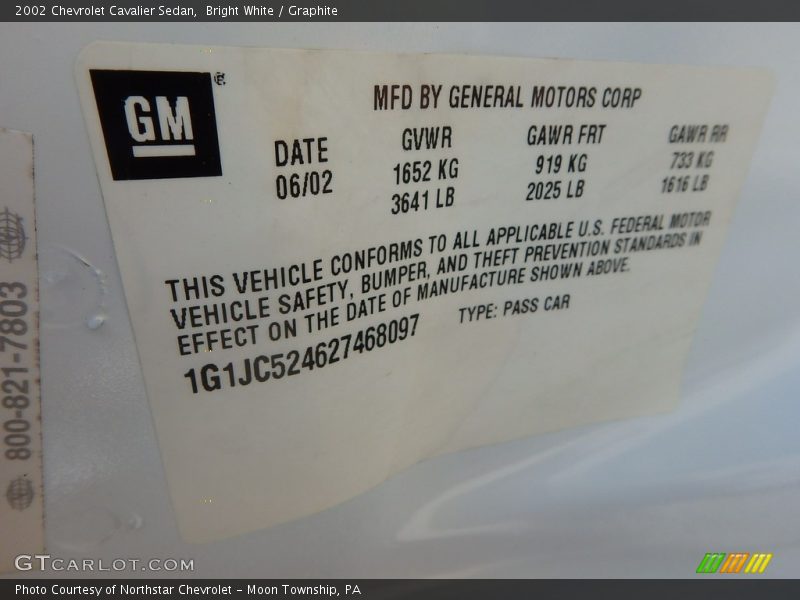 2002 Chevrolet Cavalier Sedan, Bright White / Graphite
GM®
MFD BY GENERAL MOTORS CORP
DATE GVWR GAWR FRT GAWR RR
06/02 1652 KG 919 KG 733 KG
3641 LB 2025 LB 1616 LB
THIS VEHICLE CONFORMS TO ALL APPLICABLE U.S. FEDERAL MOTOR
VEHICLE SAFETY, BUMPER, AND THEFT PREVENTION STANDARDS IN
EFFECT ON THE DATE OF MANUFACTURE SHOWN ABOVE.
1G1JC524627468097 TYPE: PASS CAR
800-821-7803
GTCARLOT.COM
Photo Courtesy of Northstar Chevrolet - Moon Township, PA